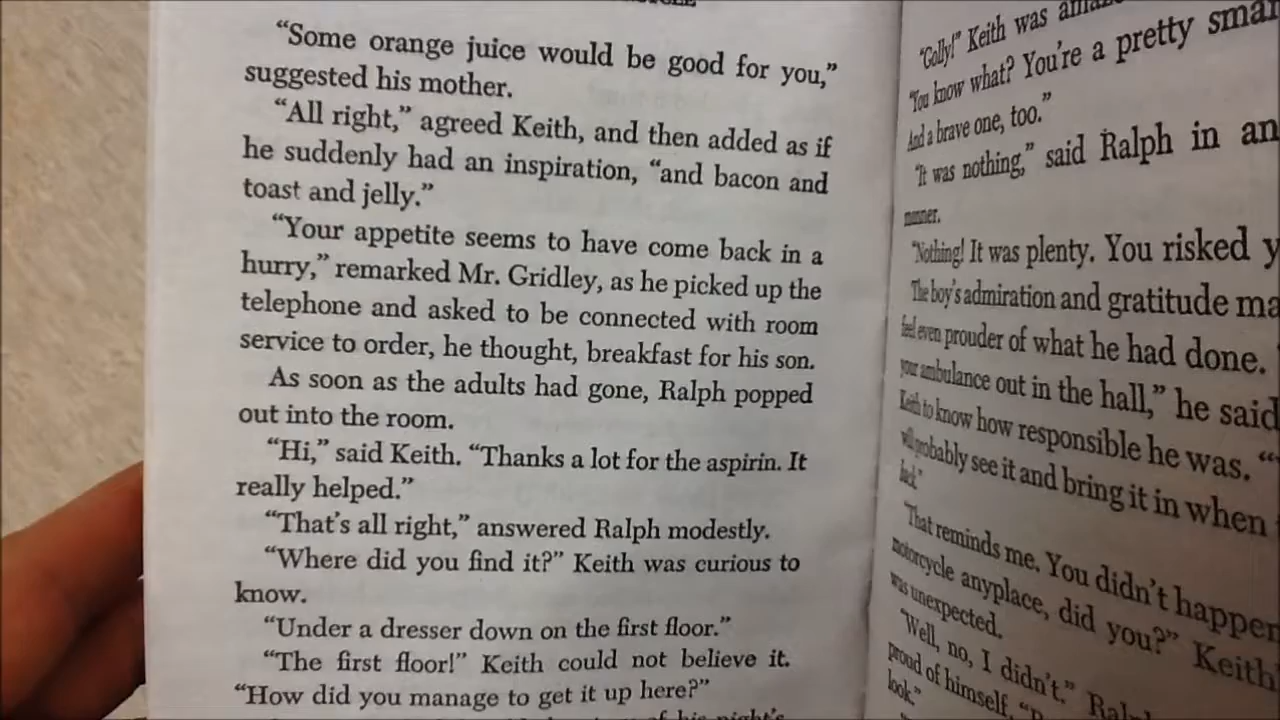 “Some orange juice would be good for you,”
suggested his mother.
“All right,” agreed Keith, and then added as if
he suddenly had an inspiration, “and bacon and
toast and jelly.”
“Your appetite seems to have come back in a
hurry,” remarked Mr. Gridley, as he picked up the
telephone and asked to be connected with room
service to order, he thought, breakfast for his son.
As soon as the adults had gone, Ralph popped
out into the room.
“Hi,” said Keith. “Thanks a lot for the aspirin. It
really helped.”
“That’s all right,” answered Ralph modestly.
“Where did you find it?” Keith was curious to
know.
“Under a dresser down on the first floor.”
“The first floor!” Keith could not believe it.
“How did you manage to get it up here?”
of his night’s
“Golly!” Keith was
“You know what? You’re a pretty
And a brave one, too.”
“It was nothing,” said Ralph in
manner.
“Nothing! It was plenty. You risked
The boy’s admiration and gratitude
feel even prouder of what he had done.
your ambulance out in the hall,” he said
Keith to know how responsible he was.
will probably see it and bring it in when
back.”
“That reminds me. You didn’t happen
motorcycle anyplace, did you?” Keith
was unexpected.
“Well, no, I didn’t.”
proud of himself.
look.”